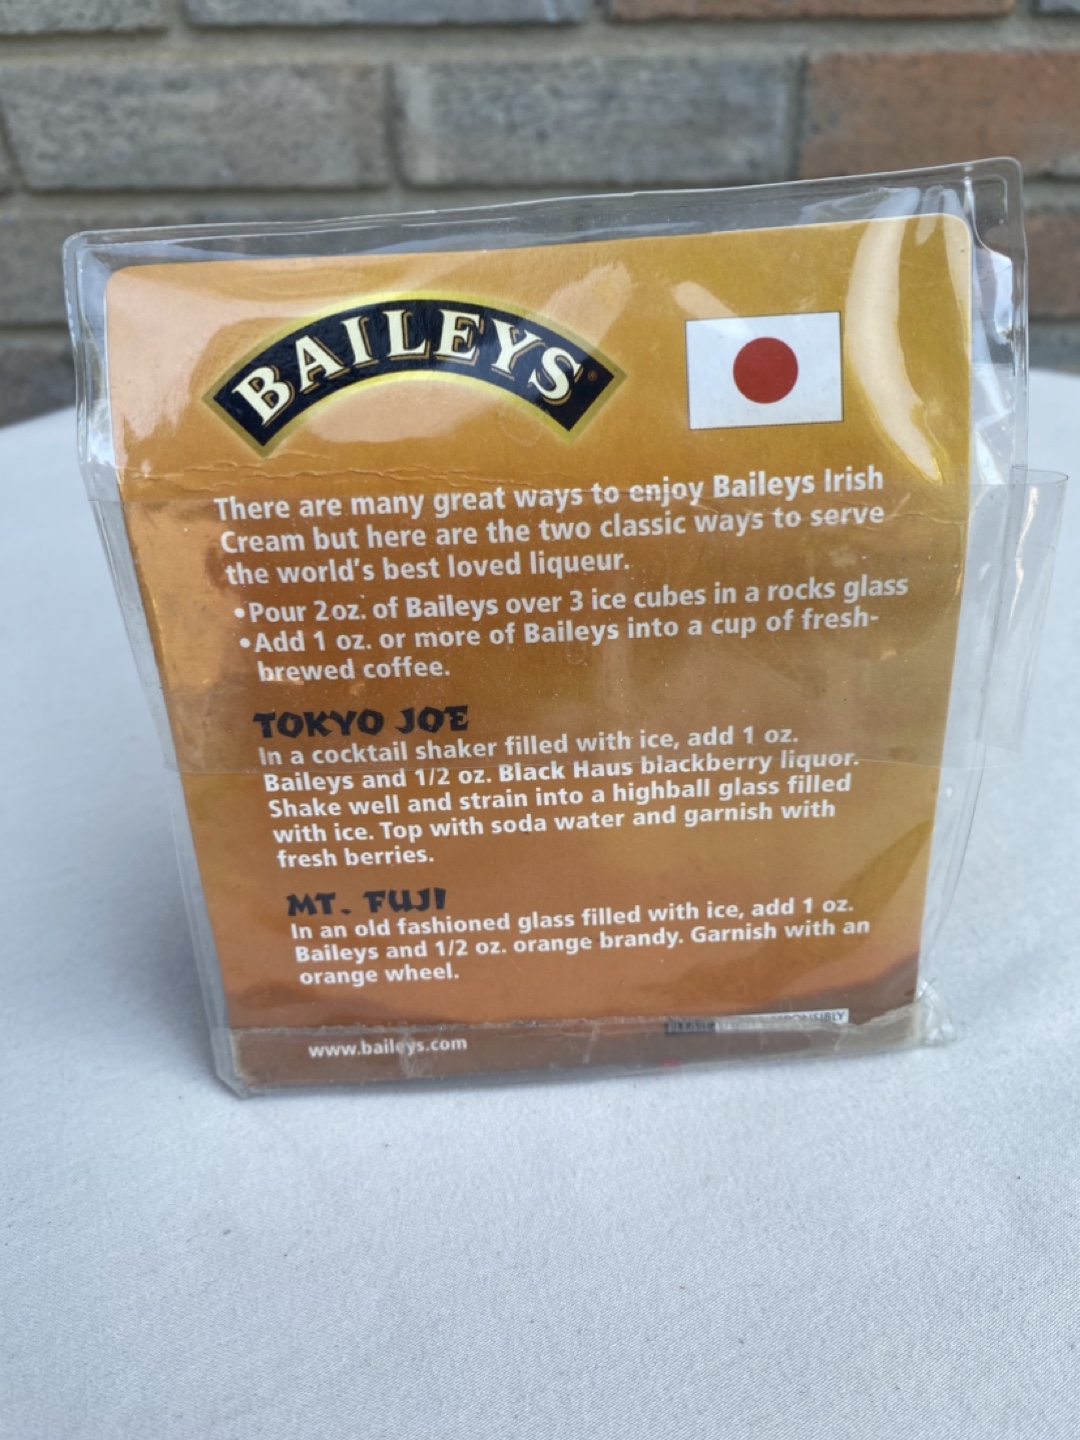 BAILEYS®
There are many great ways to enjoy Baileys Irish
Cream but here are the two classic ways to serve
the world's best loved liqueur.
•Pour 2oz. of Baileys over 3 ice cubes in a rocks glass
•Add 1 oz. or more of Baileys into a cup of fresh-
brewed coffee.
TOKYO JOE
In a cocktail shaker filled with ice, add 1 oz.
Baileys and 1/2 oz. Black Haus blackberry liquor.
Shake well and strain into a highball glass filled
with ice. Top with soda water and garnish with
fresh berries.
MT. FUJI
In an old fashioned glass filled with ice, add 1 oz.
Baileys and 1/2 oz. orange brandy. Garnish with an
orange wheel.
PLEASE RESPONSIBLY
www.baileys.com